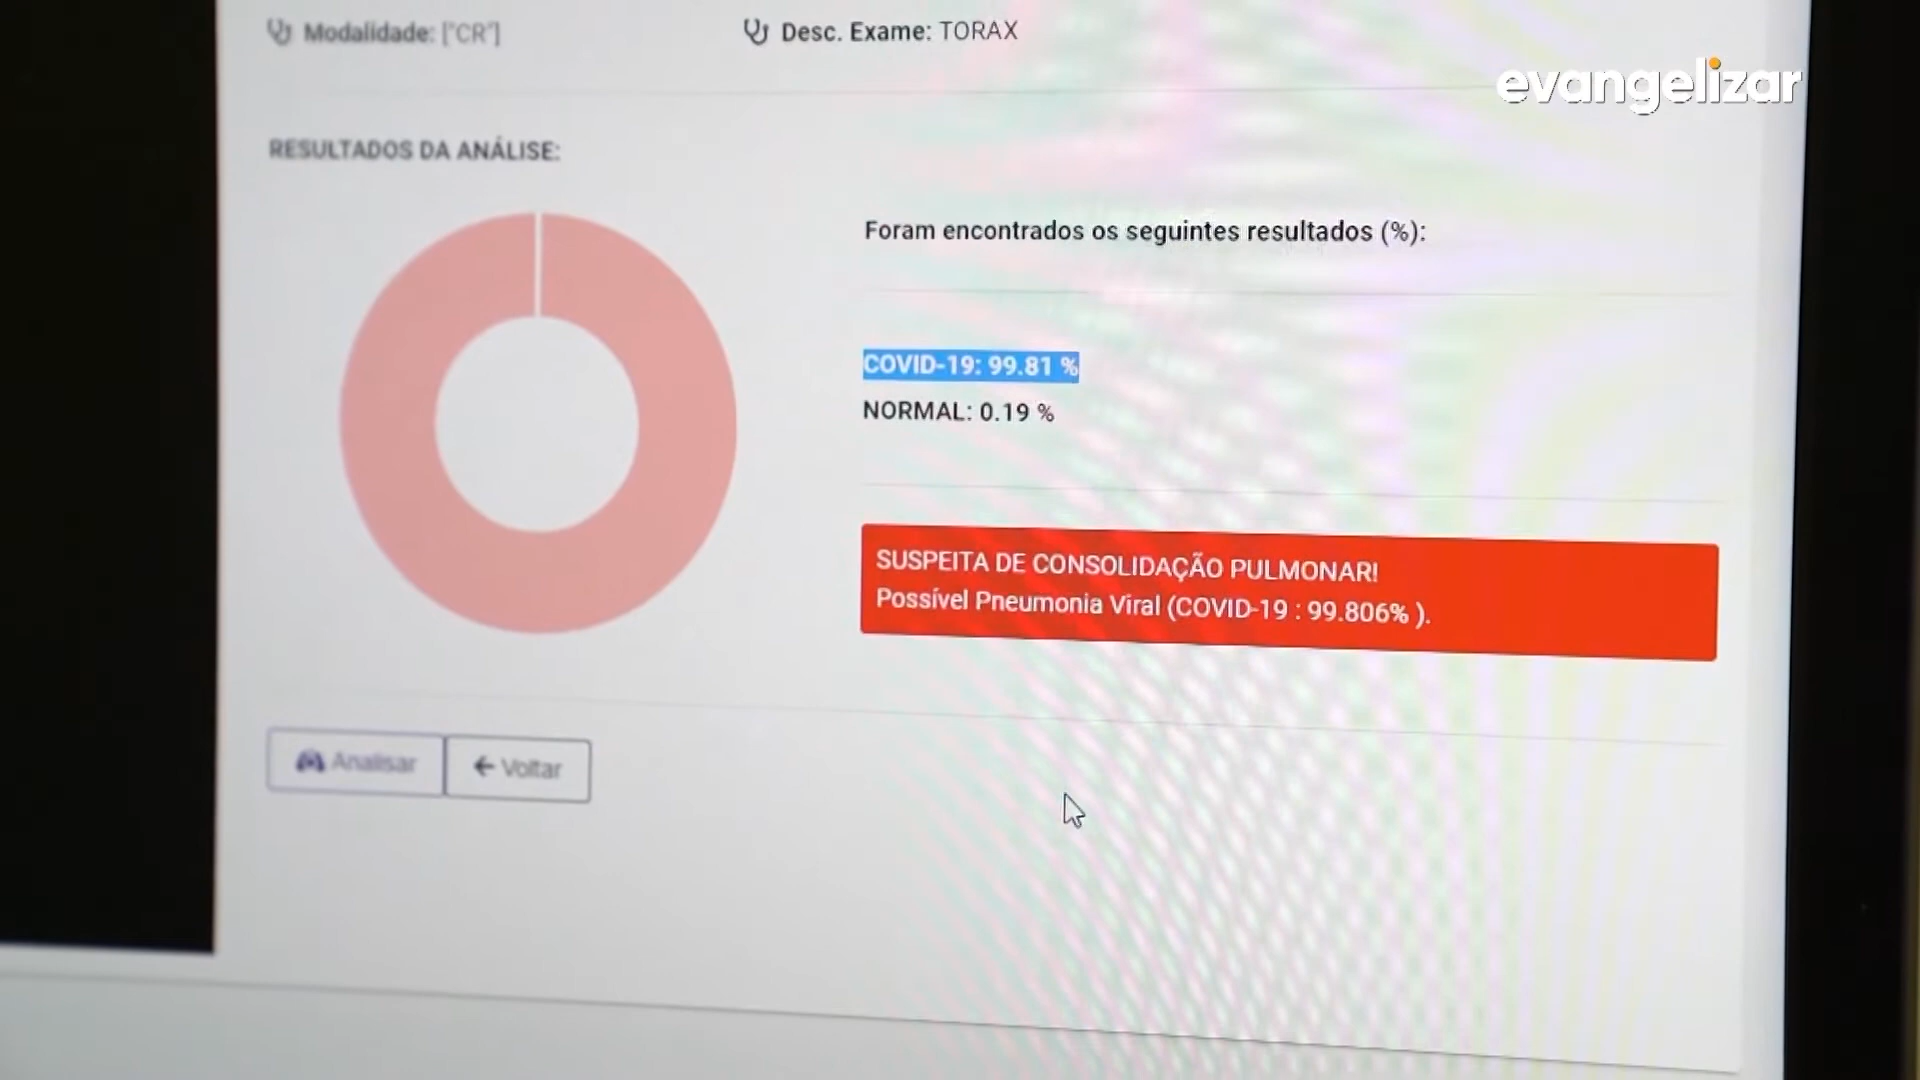 Modalidade: ['CR']
Desc. Exame: TORAX
evangelizar
RESULTADOS DA ANÁLISE:
Foram encontrados os seguintes resultados (%):
COVID-19: 99.81 %
NORMAL: 0.19 %
SUSPEITA DE CONSOLIDAÇÃO PULMONAR!
Possível Pneumonia Viral (COVID-19 : 99.806% ).
Analisar
Voltar